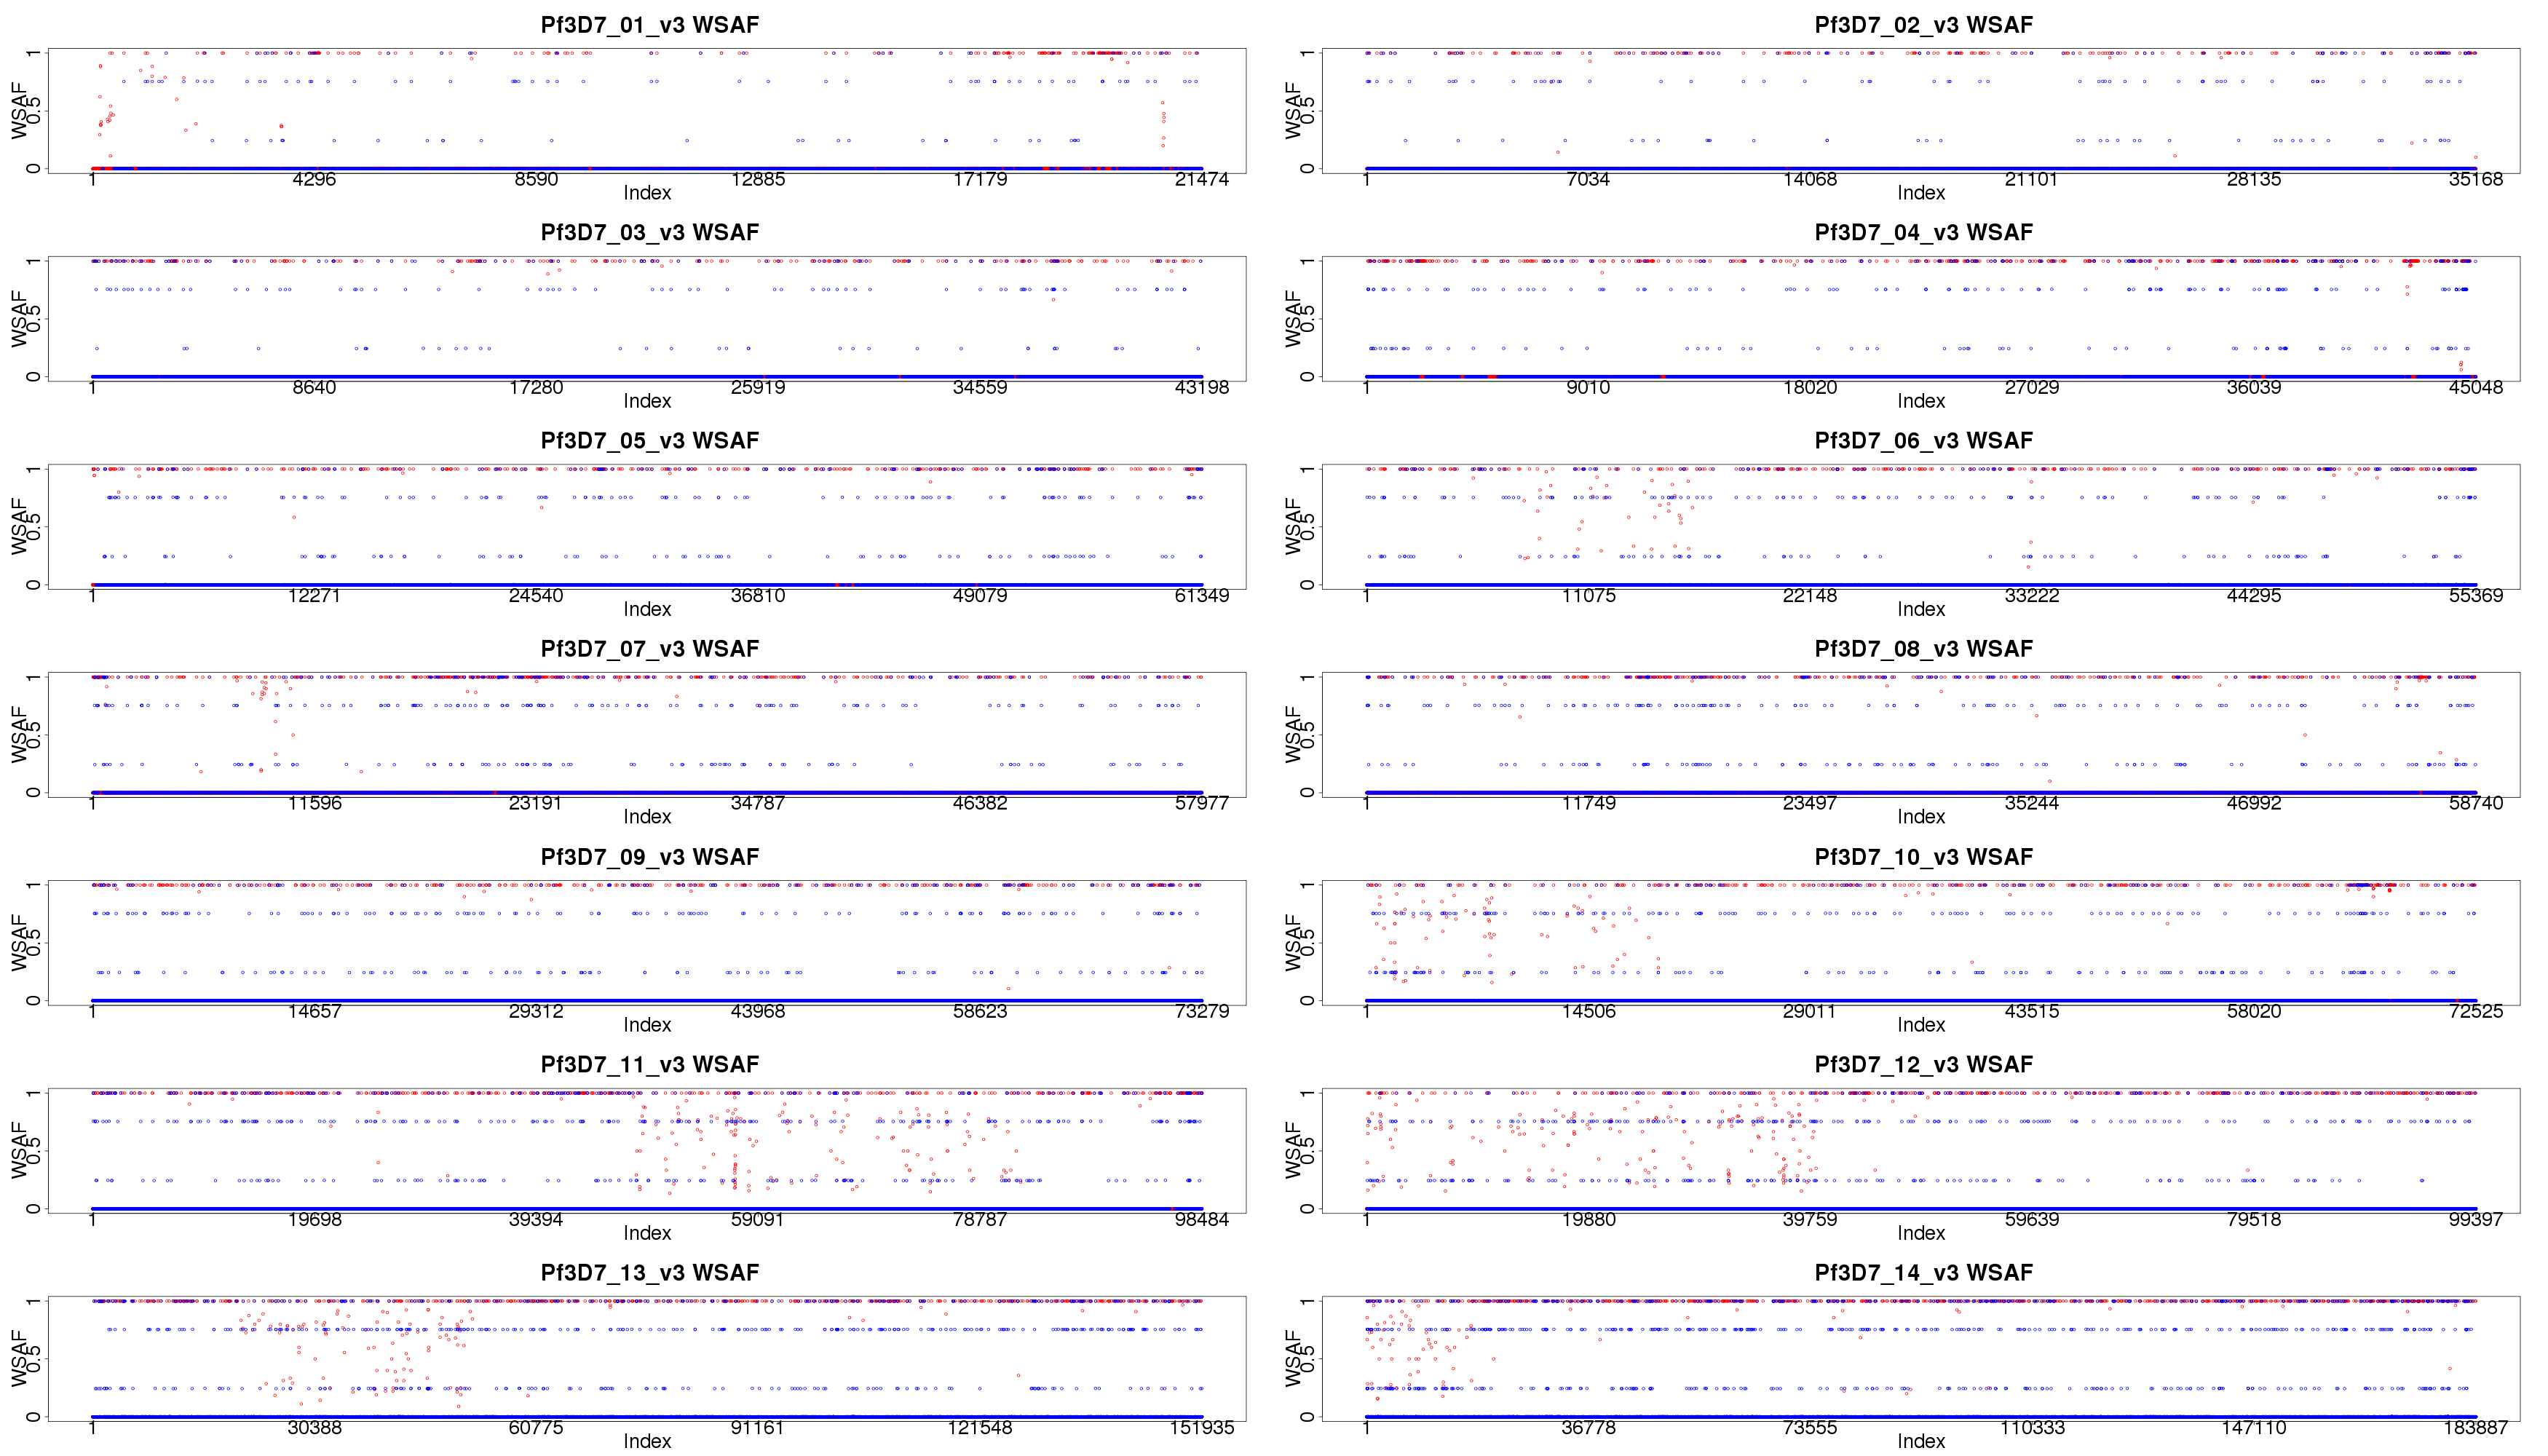 Pf3D7_01_v3 WSAF
WSAF
0 0.5 1
1 4296 8590 12885 17179 21474
Index
Pf3D7_02_v3 WSAF
WSAF
0 0.5 1
1 7034 14068 21101 28135 35168
Index
Pf3D7_03_v3 WSAF
WSAF
0 0.5 1
1 8640 17280 25919 34559 43198
Index
Pf3D7_04_v3 WSAF
WSAF
0 0.5 1
1 9010 18020 27029 36039 45048
Index
Pf3D7_05_v3 WSAF
WSAF
0 0.5 1
1 12271 24540 36810 49079 61349
Index
Pf3D7_06_v3 WSAF
WSAF
0 0.5 1
1 11075 22148 33222 44295 55369
Index
Pf3D7_07_v3 WSAF
WSAF
0 0.5 1
1 11596 23191 34787 46382 57977
Index
Pf3D7_08_v3 WSAF
WSAF
0 0.5 1
1 11749 23497 35244 46992 58740
Index
Pf3D7_09_v3 WSAF
WSAF
0 0.5 1
1 14657 29312 43968 58623 73279
Index
Pf3D7_10_v3 WSAF
WSAF
0 0.5 1
1 14506 29011 43515 58020 72525
Index
Pf3D7_11_v3 WSAF
WSAF
0 0.5 1
1 19698 39394 59091 78787 98484
Index
Pf3D7_12_v3 WSAF
WSAF
0 0.5 1
1 19880 39759 59639 79518 99397
Index
Pf3D7_13_v3 WSAF
WSAF
0 0.5 1
1 30388 60775 91161 121548 151935
Index
Pf3D7_14_v3 WSAF
WSAF
0 0.5 1
1 36778 73555 110333 147110 183887
Index